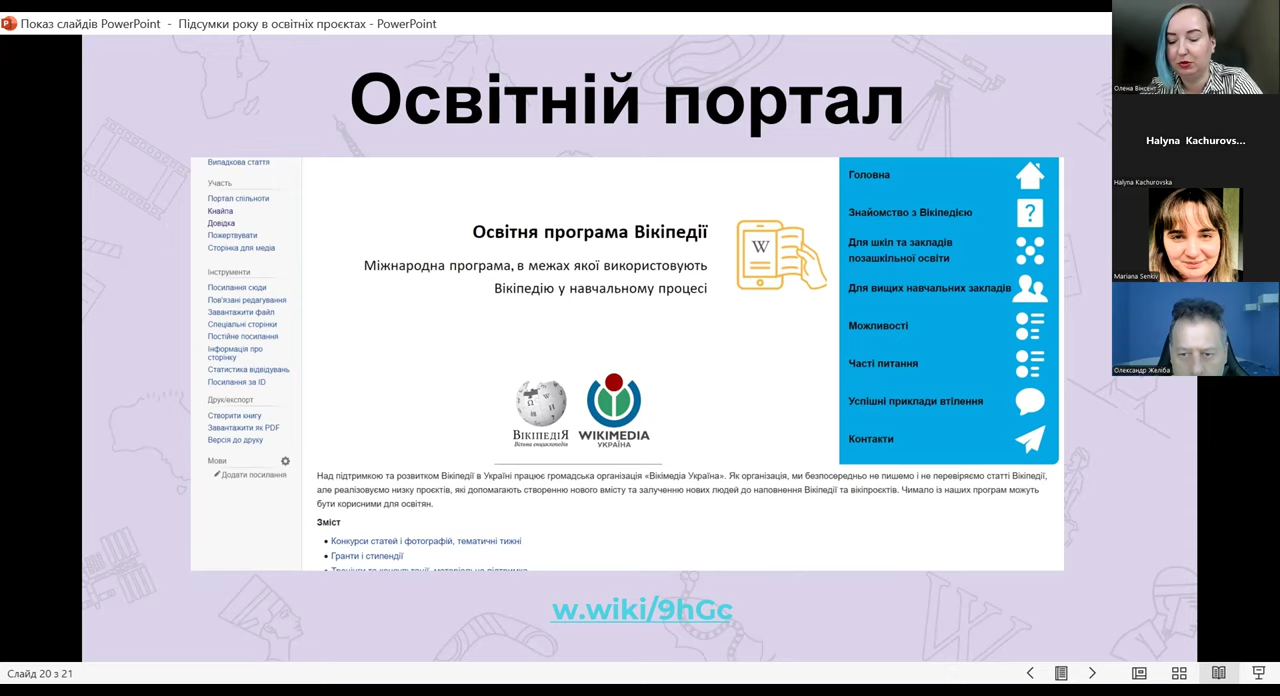 Показ слайдів PowerPoint - Підсумки року в освітніх проєктах - PowerPoint
Освітній портал
Випадкова стаття
Участь
Портал спільноти
Кнайпа
Довідка
Пожертвувати
Сторінка для медіа
Інструменти
Посилання сюди
Пов'язані редагування
Завантажити файл
Спеціальні сторінки
Постійне посилання
Інформація про
сторінку
Статистика відвідувань
Посилання за ID
Друк/експорт
Створити книгу
Завантажити як PDF
Версія до друку
Мови
Додати посилання
Освітня програма Вікіпедії
Міжнародна програма, в межах якої використовують
Вікіпедію у навчальному процесі
W
ВікіпедіЯ
Вільна енциклопедія
WIKIMEDIA
УКРАЇНА
Головна
Знайомство з Вікіпедією
?
Для шкіл та закладів
позашкільної освіти
Для вищих навчальних закладів
Можливості
Часті питання
Успішні приклади втілення
Контакти
Над підтримкою та розвитком Вікіпедії в Україні працює громадська організація «Вікімедіа Україна». Як організація, ми безпосередньо не пишемо і не перевіряємо статті Вікіпедії,
але реалізовуємо низку проєктів, які допомагають створенню нового вмісту та залученню нових людей до наповнення Вікіпедії та вікіпроєктів. Чимало із наших програм можуть
бути корисними для освітян.
Зміст
Конкурси статей і фотографій, тематичні тижні
Гранти і стипендії
Тренінги та консультації, матеріальна підтримка
w.wiki/9hGc
Олена Вінсент
Halyna Kachurovs...
Halyna Kachurovska
Mariana Senkiv
Олександр Желіба
Слайд 20 з 21